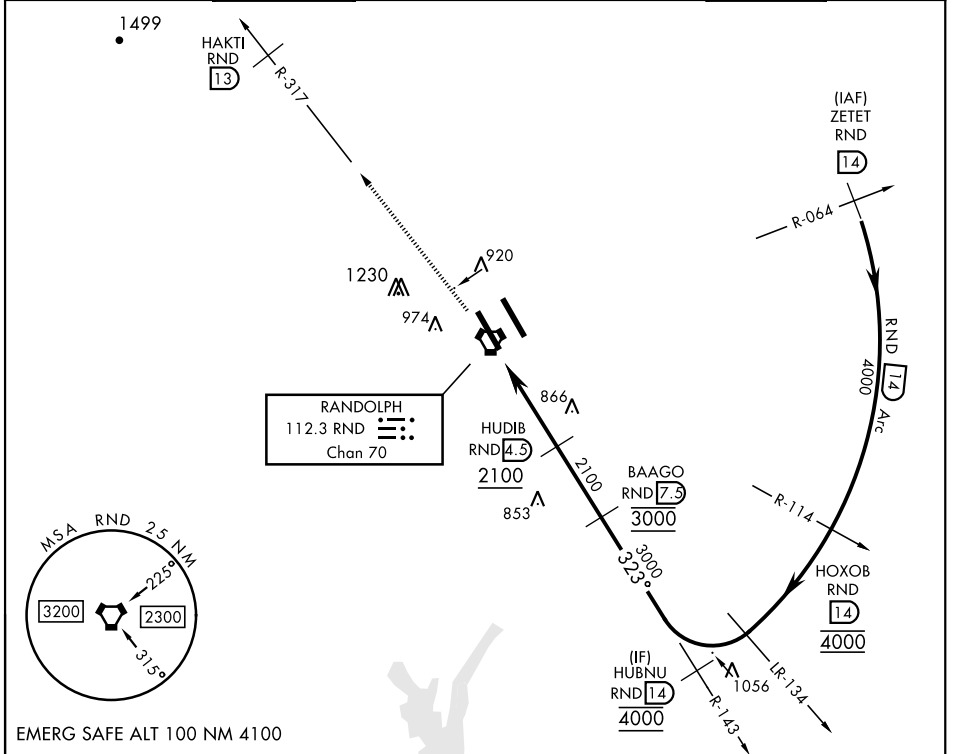 1499
HAKTI
RND
13
R-317
(IAF)
ZETET
RND
14
R-064
920
1230
974
RND 14 Arc
4000
RANDOLPH
112.3 RND
Chan 70
866
HUDIB
RND 4.5
2100
2100
853
BAAGO
RND 7.5
3000
3000
323°
R-114
HOXOB
RND
14
4000
LR-134
(IF)
HUBNU
RND 14
4000
1056
R-143
MSA RND 25 NM
225°
3200
2300
315°
EMERG SAFE ALT 100 NM 4100